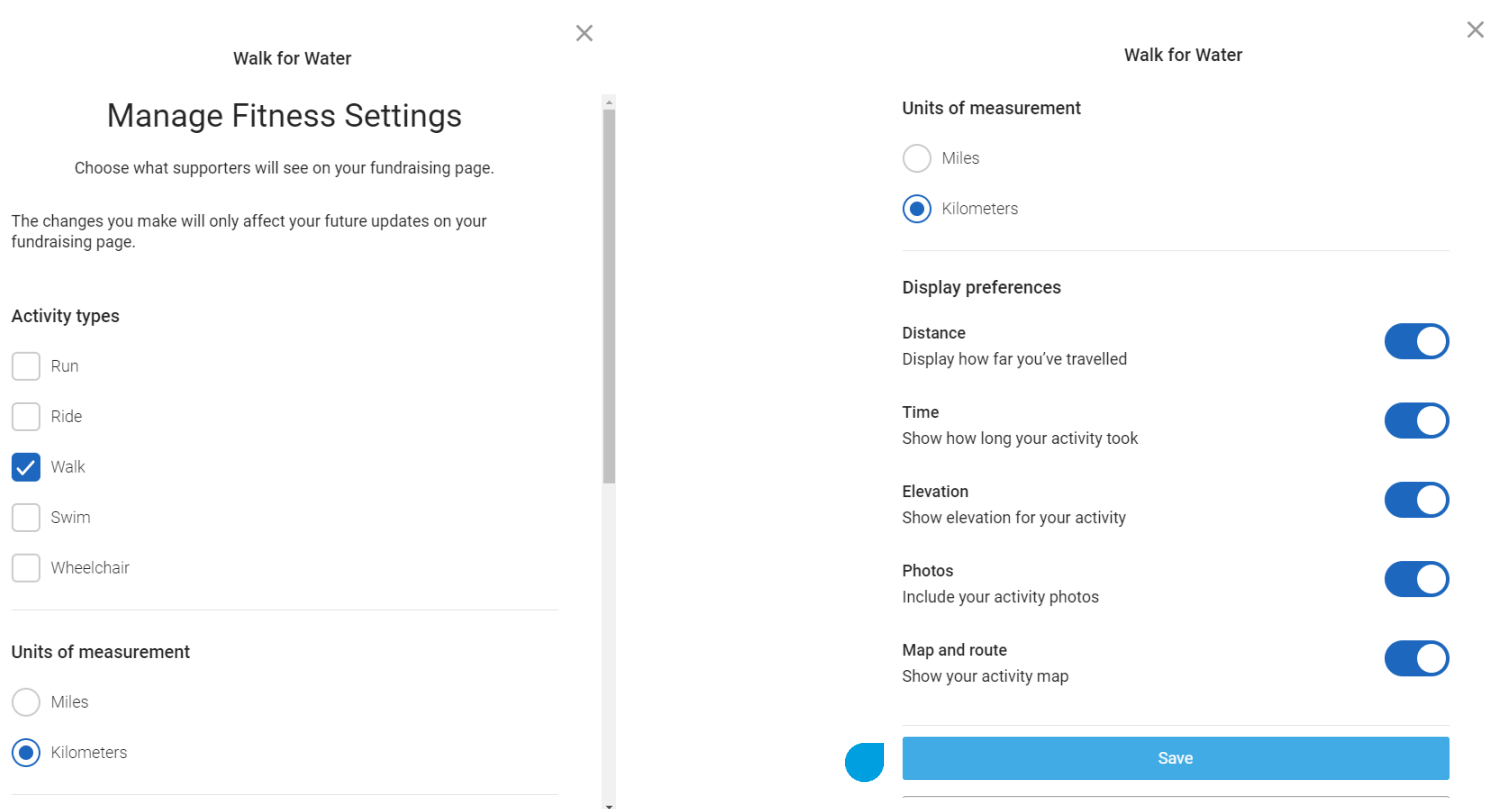 Walk for Water
Manage Fitness Settings
Choose what supporters will see on your fundraising page.
The changes you make will only affect your future updates on your
fundraising page.
Activity types
Run
Ride
Walk
Swim
Wheelchair
Units of measurement
Miles
Kilometers
Walk for Water
Units of measurement
Miles
Kilometers
Display preferences
Distance
Display how far you’ve travelled
Time
Show how long your activity took
Elevation
Show elevation for your activity
Photos
Include your activity photos
Map and route
Show your activity map
Save